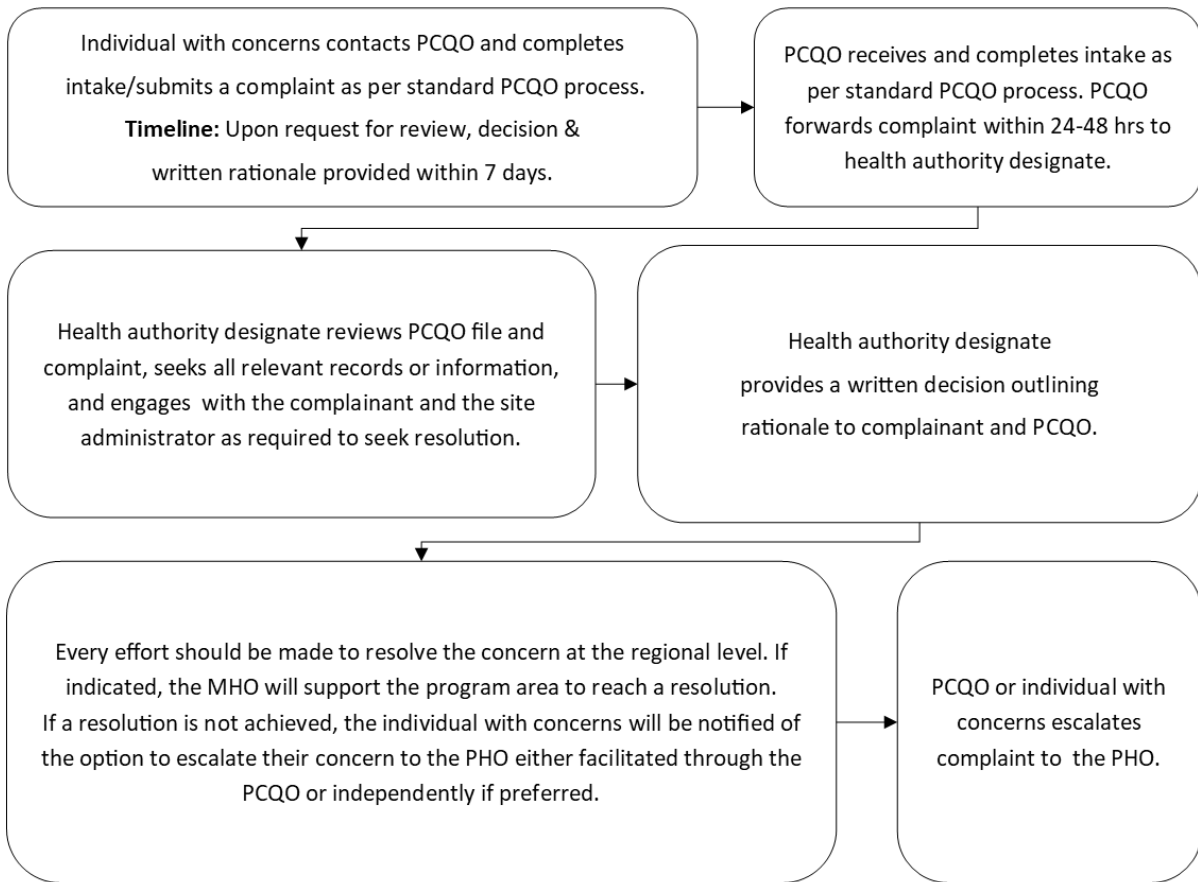 Individual with concerns contacts PCQO and completes
intake/submits a complaint as per standard PCQO process.
Timeline: Upon request for review, decision &
written rationale provided within 7 days.
PCQO receives and completes intake as
per standard PCQO process. PCQO
forwards complaint within 24-48 hrs to
health authority designate.
Health authority designate reviews PCQO file and
complaint, seeks all relevant records or information,
and engages with the complainant and the site
administrator as required to seek resolution.
Health authority designate
provides a written decision outlining
rationale to complainant and PCQO.
Every effort should be made to resolve the concern at the regional level. If
indicated, the MHO will support the program area to reach a resolution.
If a resolution is not achieved, the individual with concerns will be notified of
the option to escalate their concern to the PHO either facilitated through the
PCQO or independently if preferred.
PCQO or individual with
concerns escalates
complaint to the PHO.